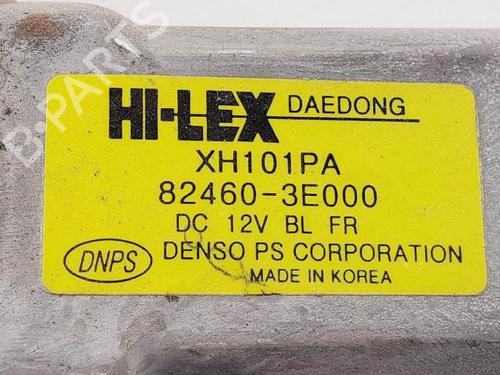 HI-LEX DAEDONG
XH101PA
82460-3E000
DC 12V BL FR
DNPS DENSO PS CORPORATION
MADE IN KOREA
B-PARTS